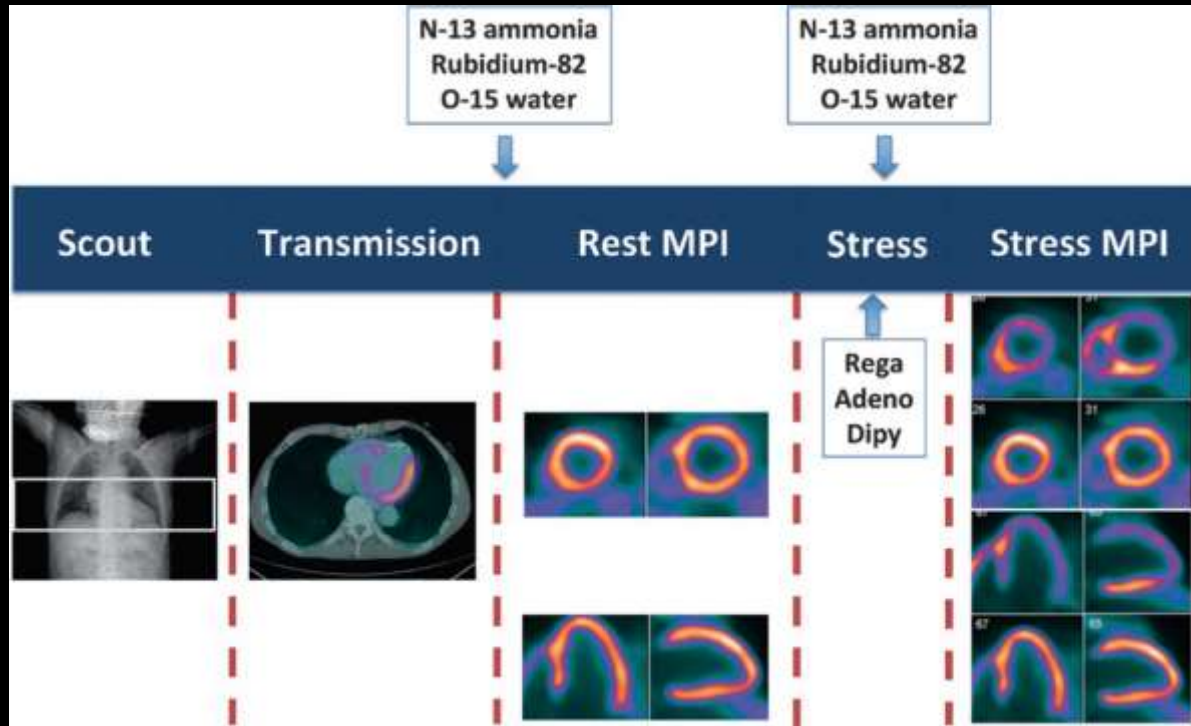 N-13 ammonia
Rubidium-82
O-15 water
N-13 ammonia
Rubidium-82
O-15 water
Scout
Transmission
Rest MPI
Stress
Stress MPI
Rega
Adeno
Dipy
26
31
67